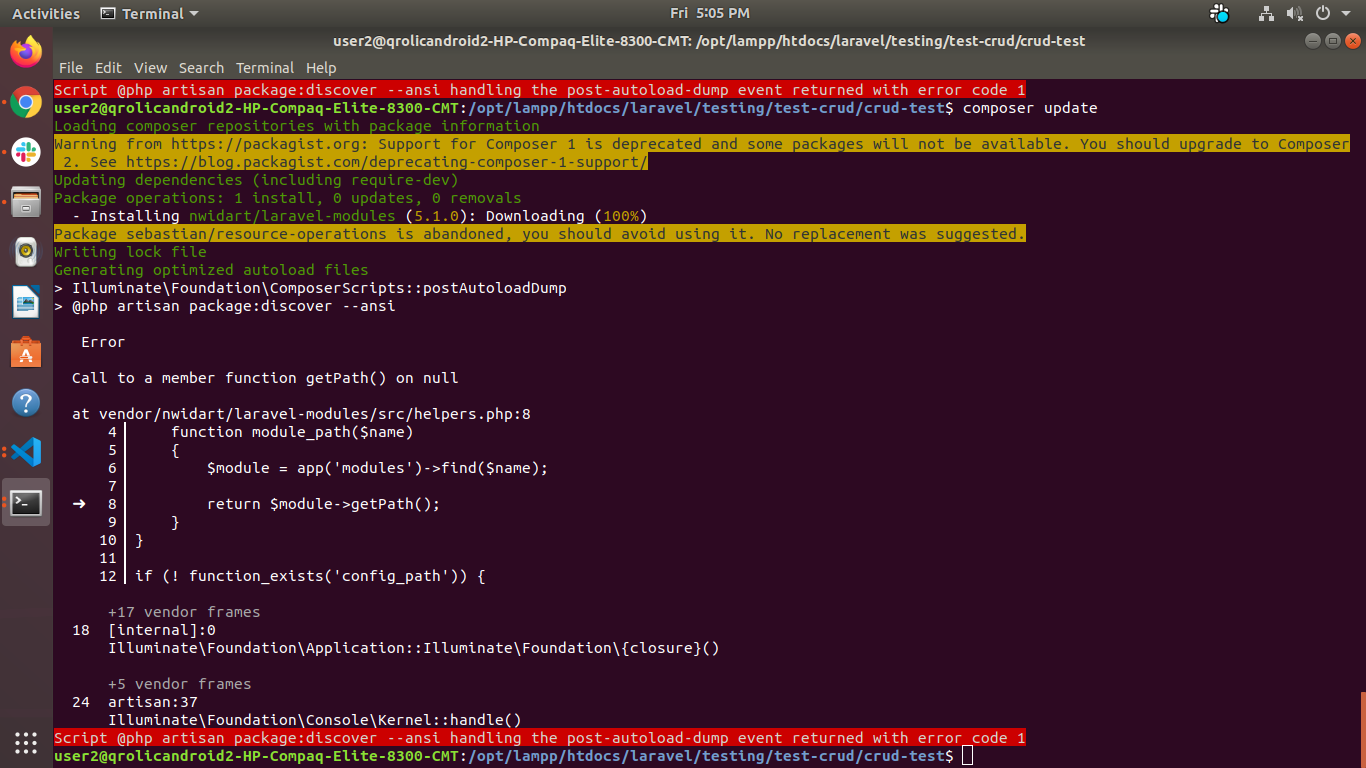 Activities Terminal Fri 5:05 PM
user2@qrolicandroid2-HP-Compaq-Elite-8300-CMT: /opt/lampp/htdocs/laravel/testing/test-crud/crud-test
File Edit View Search Terminal Help
Script @php artisan package:discover --ansi handling the post-autoload-dump event returned with error code 1
user2@qrolicandroid2-HP-Compaq-Elite-8300-CMT:/opt/lampp/htdocs/laravel/testing/test-crud/crud-test$ composer update
Loading composer repositories with package information
Warning from https://packagist.org: Support for Composer 1 is deprecated and some packages will not be available. You should upgrade to Composer
2. See https://blog.packagist.com/deprecating-composer-1-support/
Updating dependencies (including require-dev)
Package operations: 1 install, 0 updates, 0 removals
- Installing nwidart/laravel-modules (5.1.0): Downloading (100%)
Package sebastian/resource-operations is abandoned, you should avoid using it. No replacement was suggested.
Writing lock file
Generating optimized autoload files
> Illuminate\Foundation\ComposerScripts::postAutoloadDump
> @php artisan package:discover --ansi
Error
Call to a member function getPath() on null
at vendor/nwidart/laravel-modules/src/helpers.php:8
4 function module_path($name)
5 {
6 $module = app('modules')->find($name);
7
➜ 8 return $module->getPath();
9 }
10 }
11
12 if (! function_exists('config_path')) {
+17 vendor frames
18 [internal]:0
Illuminate\Foundation\Application::Illuminate\Foundation\{closure}()
+5 vendor frames
24 artisan:37
Illuminate\Foundation\Console\Kernel::handle()
Script @php artisan package:discover --ansi handling the post-autoload-dump event returned with error code 1
user2@qrolicandroid2-HP-Compaq-Elite-8300-CMT:/opt/lampp/htdocs/laravel/testing/test-crud/crud-test$